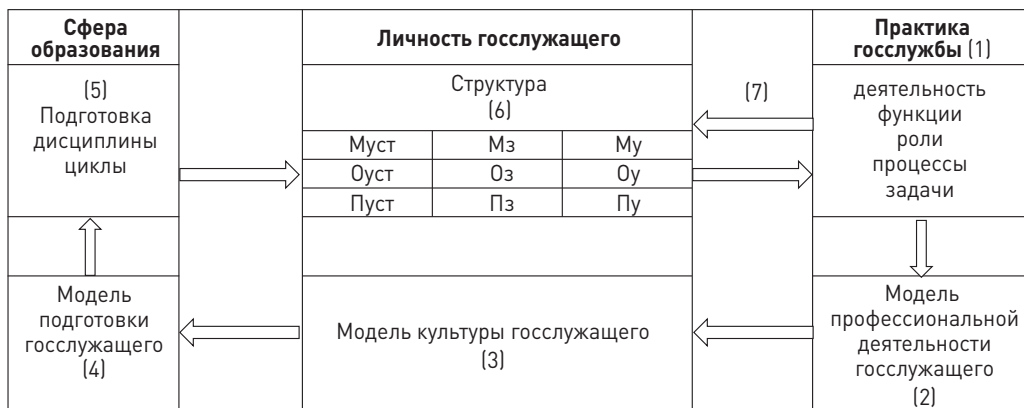 Сфера
образования
Личность госслужащего
Практика
госслужбы (1)
(5)
Подготовка
дисциплины
циклы
Структура
(6)
Муст Мз Му
Оуст Оз Оу
Пуст Пз Пу
(7)
деятельность
функции
роли
процессы
задачи
Модель
подготовки
госслужащего
(4)
Модель культуры госслужащего
(3)
Модель
профессиональной
деятельности
госслужащего
(2)